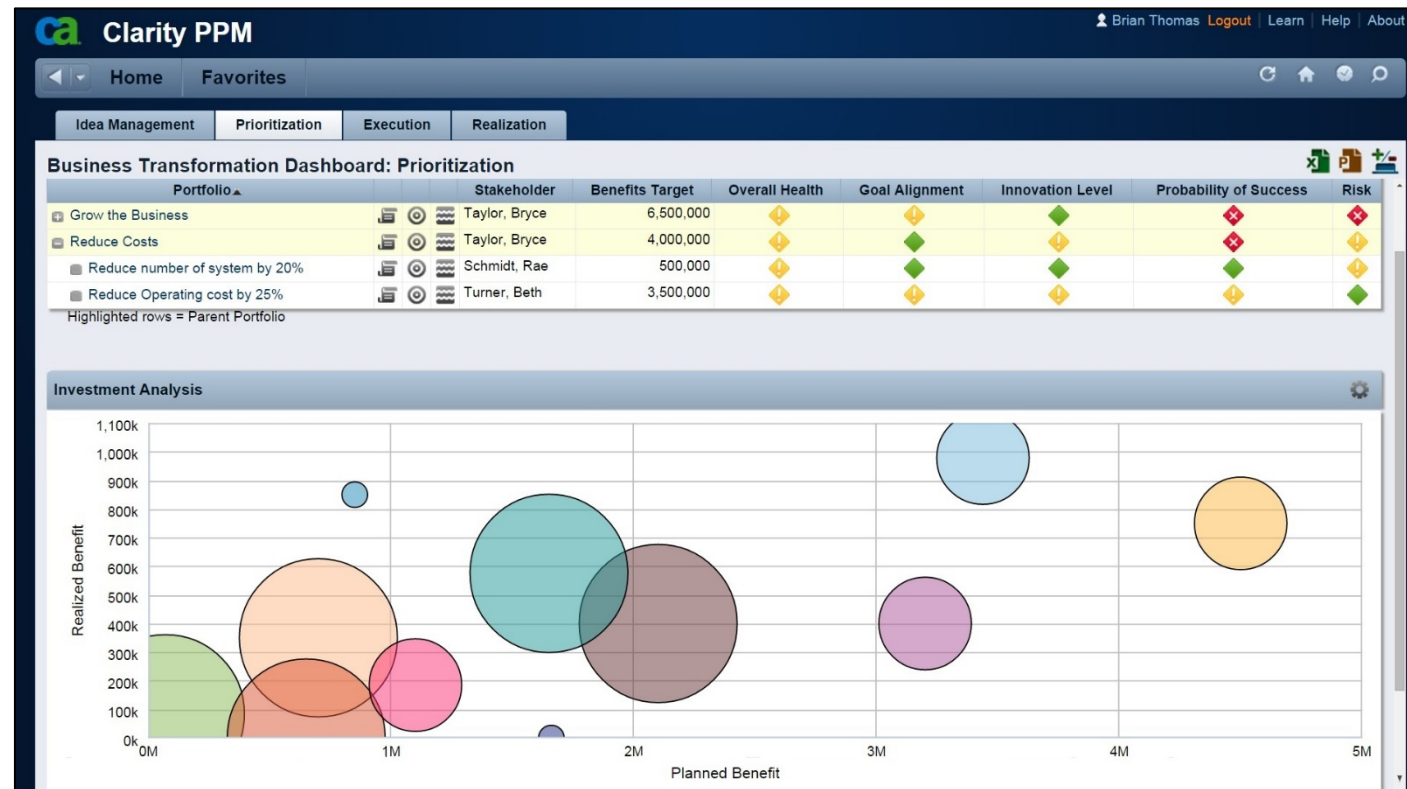 ca Clarity PPM
Brian Thomas Logout | Learn | Help | About
Home Favorites
Idea Management Prioritization Execution Realization
Business Transformation Dashboard: Prioritization
Portfolio Stakeholder Benefits Target Overall Health Goal Alignment Innovation Level Probability of Success Risk
Grow the Business Taylor, Bryce 6,500,000
Reduce Costs Taylor, Bryce 4,000,000
Reduce number of system by 20% Schmidt, Rae 500,000
Reduce Operating cost by 25% Turner, Beth 3,500,000
Highlighted rows = Parent Portfolio
Investment Analysis
1,100k
1,000k
900k
800k
700k
600k
500k
400k
300k
200k
100k
0k
Realized Benefit
0M 1M 2M 3M 4M 5M
Planned Benefit